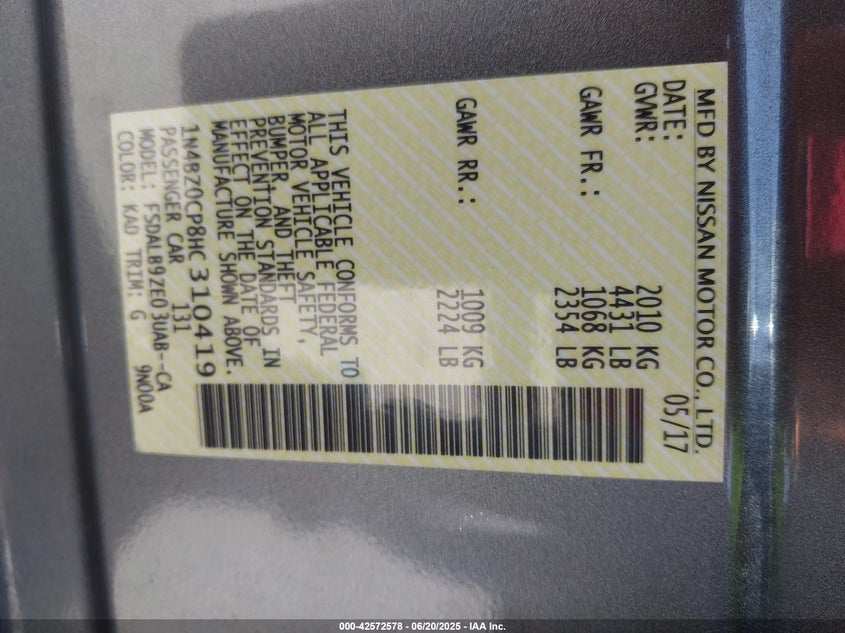 MFD BY NISSAN MOTOR CO., LTD.
DATE: 05/17
GVWR: 2010 KG
4431 LB
GAWR FR.: 1068 KG
2354 LB
GAWR RR.: 1009 KG
2224 LB
THIS VEHICLE CONFORMS TO
ALL APPLICABLE FEDERAL
MOTOR VEHICLE SAFETY,
BUMPER, AND THEFT
PREVENTION STANDARDS IN
EFFECT ON THE DATE OF
MANUFACTURE SHOWN ABOVE.
1N4BZ0CP8HC310419
PASSENGER CAR 131
MODEL: FSDALB9ZE03UAB--CA
COLOR: KAD TRIM: G 9N00A
000-42572578 - 06/20/2025 - IAA Inc.